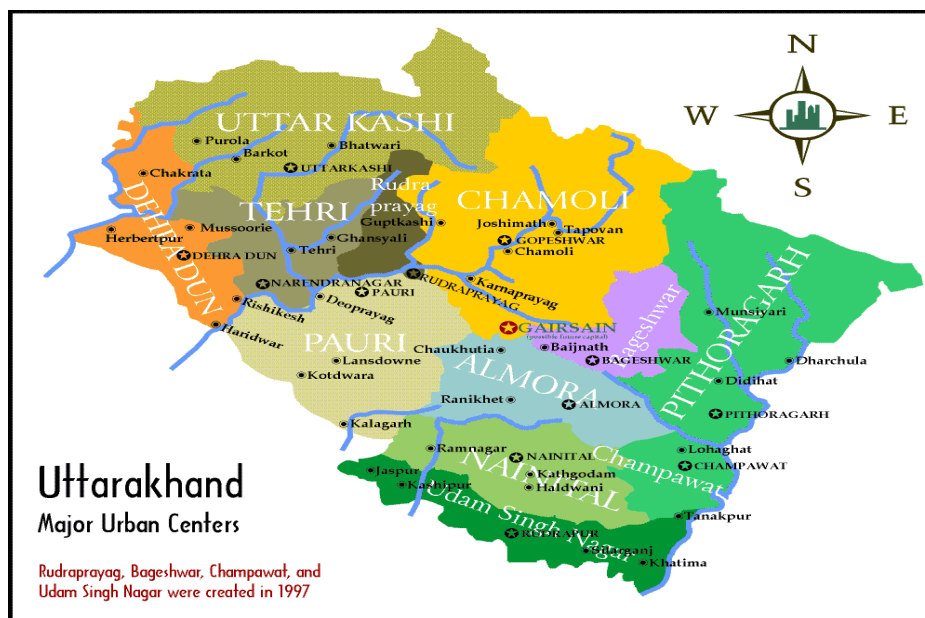 N
W
E
S
UTTAR KASHI
Purola
Barkot
Bhatwari
UTTARKASHI
Chakrata
DEHRADUN
Herbertpur
Mussoorie
DEHRA DUN
TEHRI
Tehri
Ghansyali
NARENDRANAGAR
Rudra
prayag
Guptkashi
RUDRAPRAYAG
CHAMOLI
Joshimath
Tapovan
GOPESHWAR
Chamoli
Karnaprayag
GAIRSAIN
(possible future capital)
Rishikesh
Deoprayag
PAURI
Haridwar
PAURI
Lansdowne
Kotdwara
Kalagarh
Chaukhutia
Baijnath
Bageshwar
BAGESHWAR
ALMORA
Ranikhet
ALMORA
PITHORAGARH
Munsiyari
Dharchula
Didihat
PITHORAGARH
Lohaghat
Champawat
CHAMPAWAT
Tanakpur
Ramnagar
NAINITAL
NAINITAL
Kathgodam
Haldwani
Jaspur
Kashipur
Udam Singh Nagar
RUDRAPUR
Sitarganj
Khatima
Uttarakhand
Major Urban Centers
Rudraprayag, Bageshwar, Champawat, and
Udam Singh Nagar were created in 1997